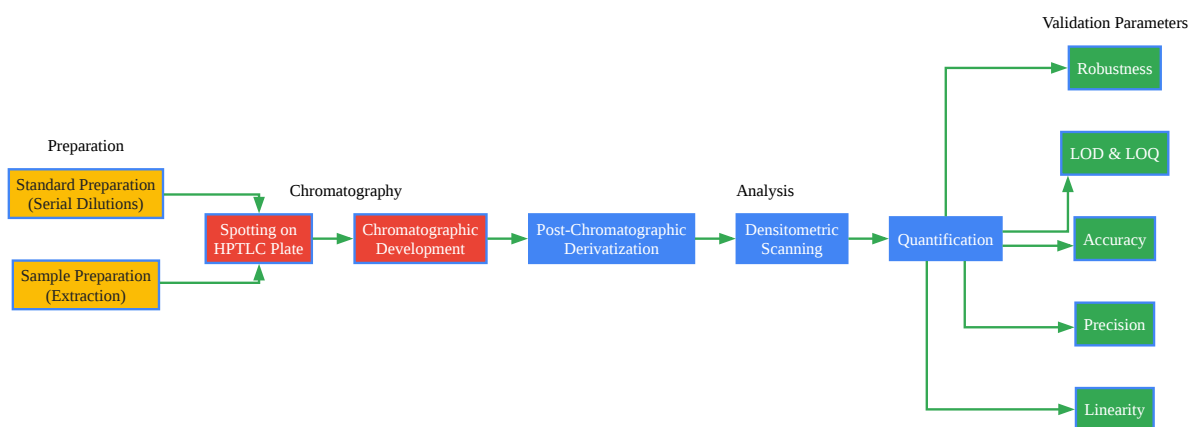 Preparation
Standard Preparation
(Serial Dilutions)
Sample Preparation
(Extraction)
Chromatography
Spotting on
HPTLC Plate
Chromatographic
Development
Post-Chromatographic
Derivatization
Analysis
Densitometric
Scanning
Quantification
Validation Parameters
Robustness
LOD & LOQ
Accuracy
Precision
Linearity